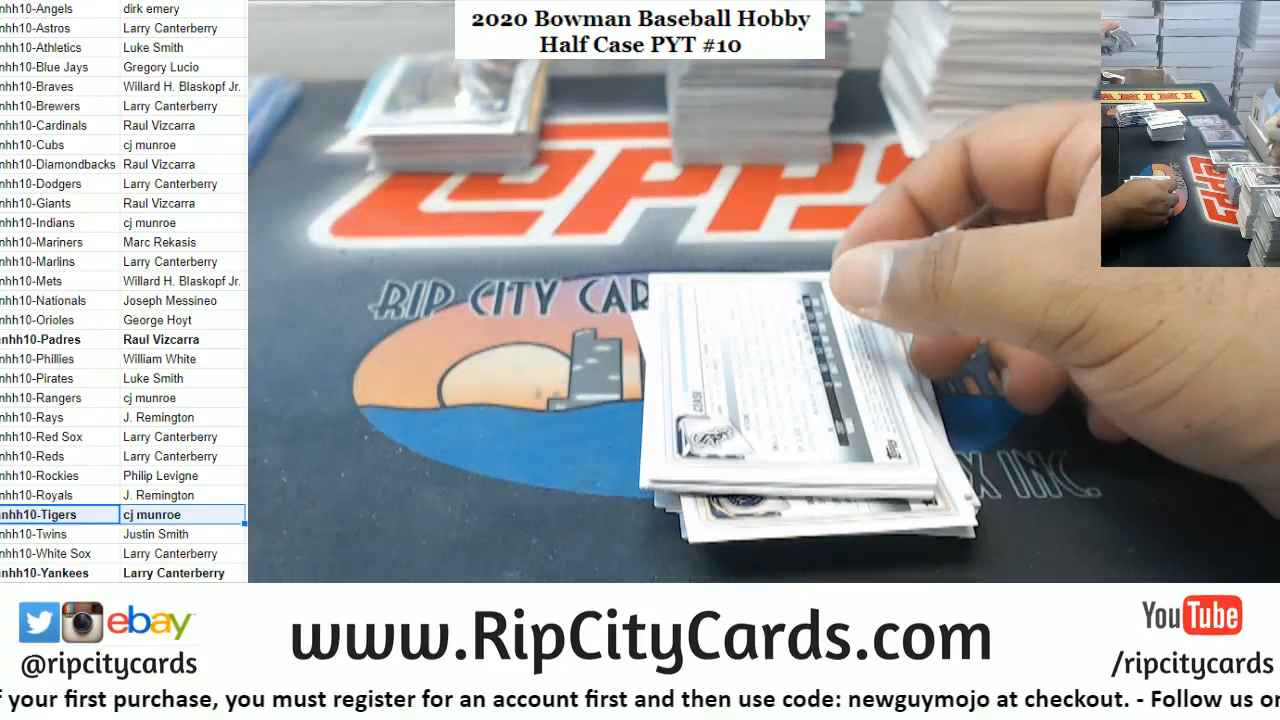 2020 Bowman Baseball Hobby
Half Case PYT #10
nhh10-Angels dirk emery
nhh10-Astros Larry Canterberry
nhh10-Athletics Luke Smith
nhh10-Blue Jays Gregory Lucio
nhh10-Braves Willard H. Blaskopf Jr.
nhh10-Brewers Larry Canterberry
nhh10-Cardinals Raul Vizcarra
nhh10-Cubs cj munroe
nhh10-Diamondbacks Raul Vizcarra
nhh10-Dodgers Larry Canterberry
nhh10-Giants Raul Vizcarra
nhh10-Indians cj munroe
nhh10-Mariners Marc Rekasis
nhh10-Marlins Larry Canterberry
nhh10-Mets Willard H. Blaskopf Jr.
nhh10-Nationals Joseph Messineo
nhh10-Orioles George Hoyt
nhh10-Padres Raul Vizcarra
nhh10-Phillies William White
nhh10-Pirates Luke Smith
nhh10-Rangers cj munroe
nhh10-Rays J. Remington
nhh10-Red Sox Larry Canterberry
nhh10-Reds Larry Canterberry
nhh10-Rockies Philip Levigne
nhh10-Royals J. Remington
nhh10-Tigers cj munroe
nhh10-Twins Justin Smith
nhh10-White Sox Larry Canterberry
nhh10-Yankees Larry Canterberry
RIP CITY CAR
X INC.
CEASE
topps
ebay
@ripcitycards
www.RipCityCards.com
YouTube
/ripcitycards
f your first purchase, you must register for an account first and then use code: newguymojo at checkout. - Follow us on